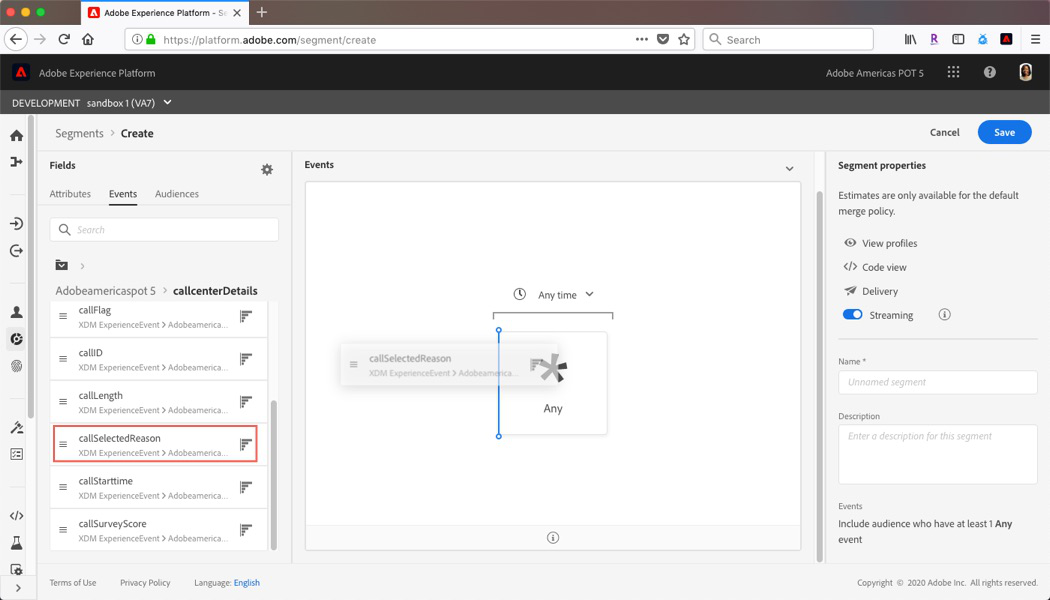 Adobe Experience Platform - Se
https://platform.adobe.com/segment/create
Search
Adobe Experience Platform
Adobe Americas POT 5
DEVELOPMENT sandbox 1 (VA7)
Segments > Create
Cancel
Save
Fields
Attributes
Events
Audiences
Search
Adobeamericaspot 5 > callcenterDetails
callFlag
XDM ExperienceEvent > Adobeamerica...
callID
XDM ExperienceEvent > Adobeamerica...
callLength
XDM ExperienceEvent > Adobeamerica...
callSelectedReason
XDM ExperienceEvent > Adobeamerica...
callStarttime
XDM ExperienceEvent > Adobeamerica...
callSurveyScore
XDM ExperienceEvent > Adobeamerica...
Events
Any time
callSelectedReason
XDM ExperienceEvent > Adobeamerica...
Any
Segment properties
Estimates are only available for the default
merge policy.
View profiles
Code view
Delivery
Streaming
Name *
Unnamed segment
Description
Enter a description for this segment
Events
Include audience who have at least 1 Any
event
Terms of Use
Privacy Policy
Language: English
Copyright © 2020 Adobe Inc. All rights reserved.